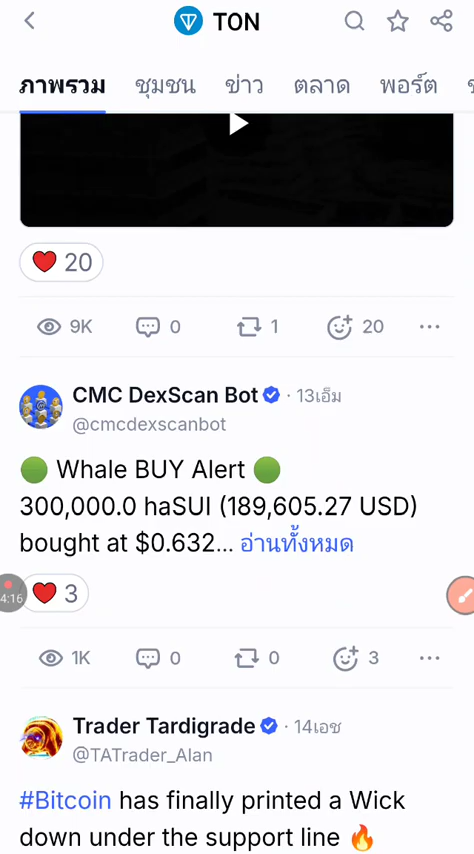 TON
ภาพรวม ชุมชน ข่าว ตลาด พอร์ต
20
9K 0 1 20
CMC DexScan Bot · 13เอ็ม
@cmcdexscanbot
Whale BUY Alert
300,000.0 haSUI (189,605.27 USD)
bought at $0.632... อ่านทั้งหมด
4:16
3
1K 0 0 3
Trader Tardigrade · 14เอช
@TATrader_Alan
#Bitcoin has finally printed a Wick
down under the support line